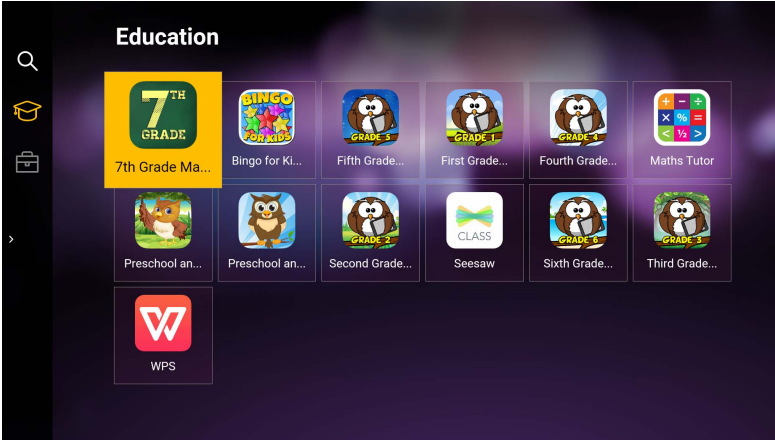 Education
7TH
GRADE
BINGO
FOR KIDS
GRADE 5
GRADE 1
GRADE 4
+ - ÷
× % =
< ½ >
7th Grade Ma...
Bingo for Ki...
Fifth Grade...
First Grade...
Fourth Grade...
Maths Tutor
GRADE 2
CLASS
GRADE 6
GRADE 3
Preschool an...
Preschool an...
Second Grade...
Seesaw
Sixth Grade...
Third Grade...
W
WPS